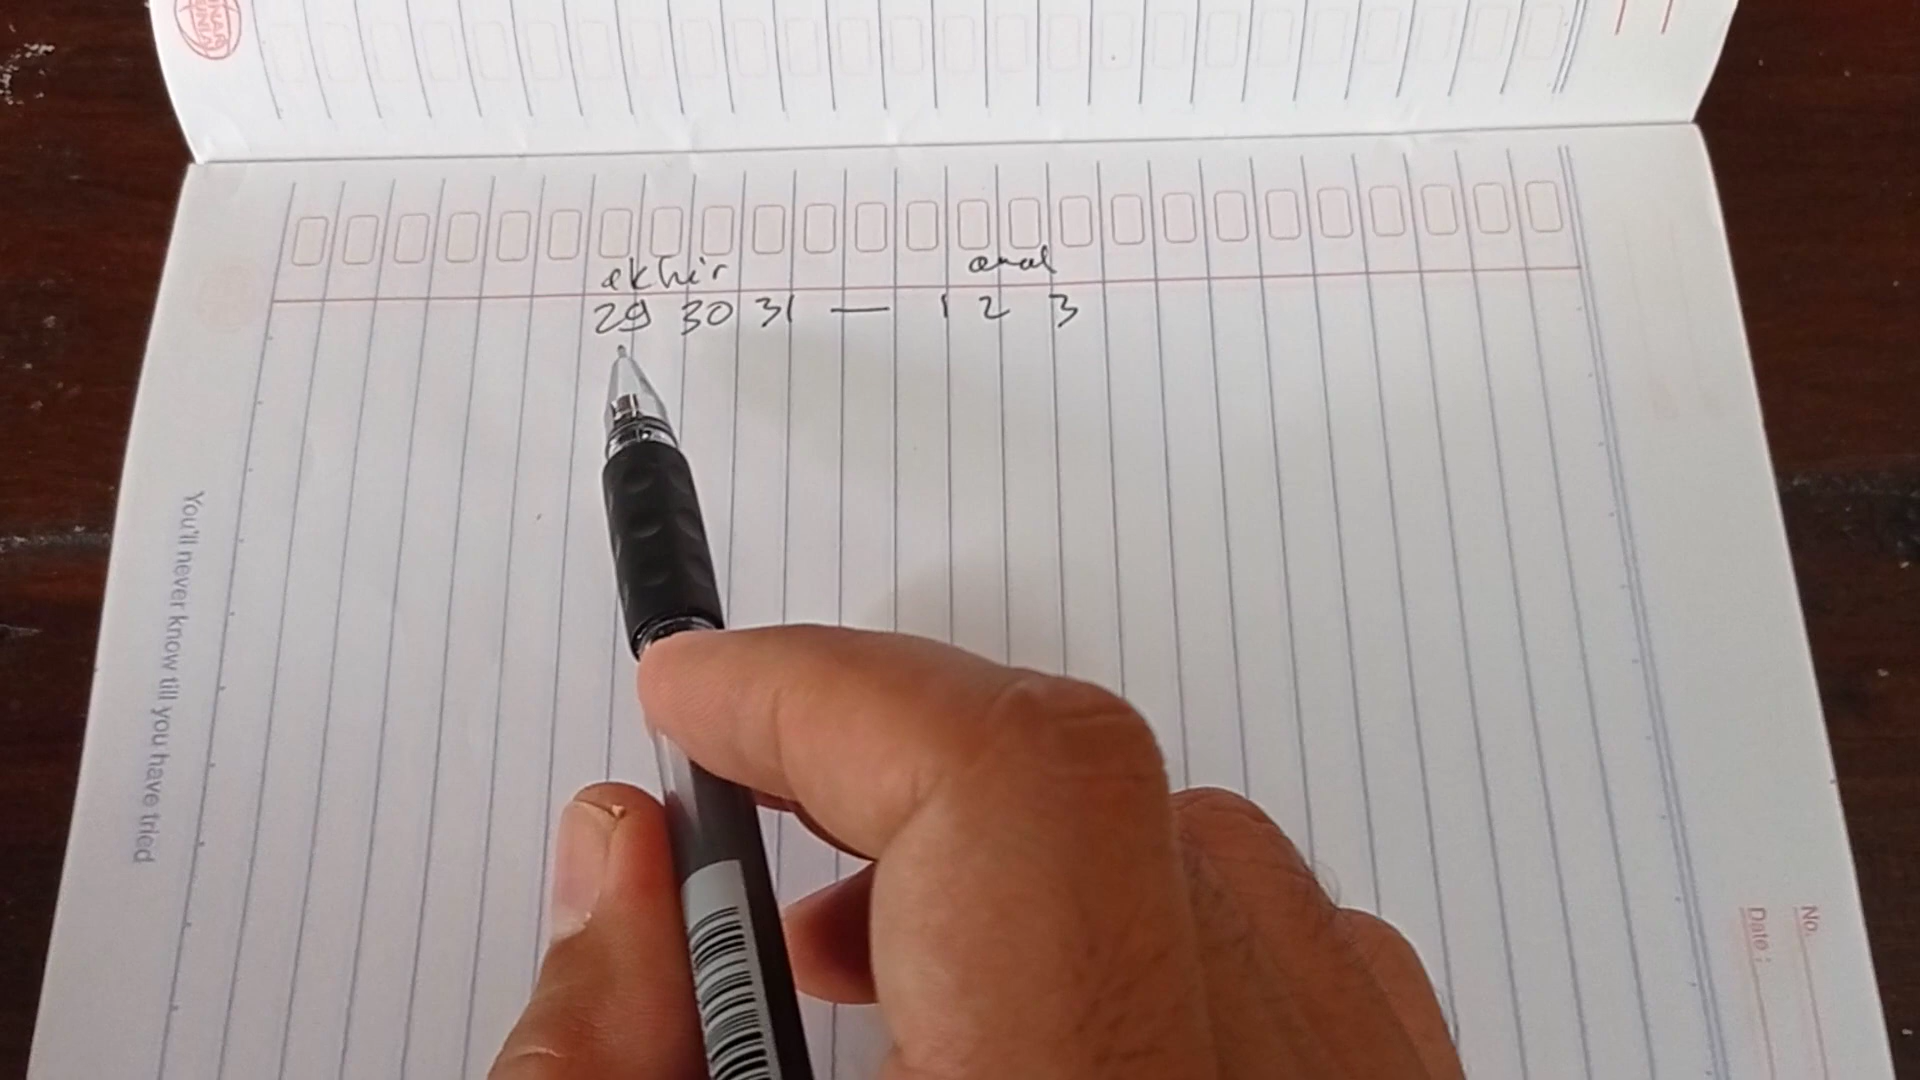 akhir awal
29 30 31 — 1 2 3
You'll never know till you have tried
No.
Date :